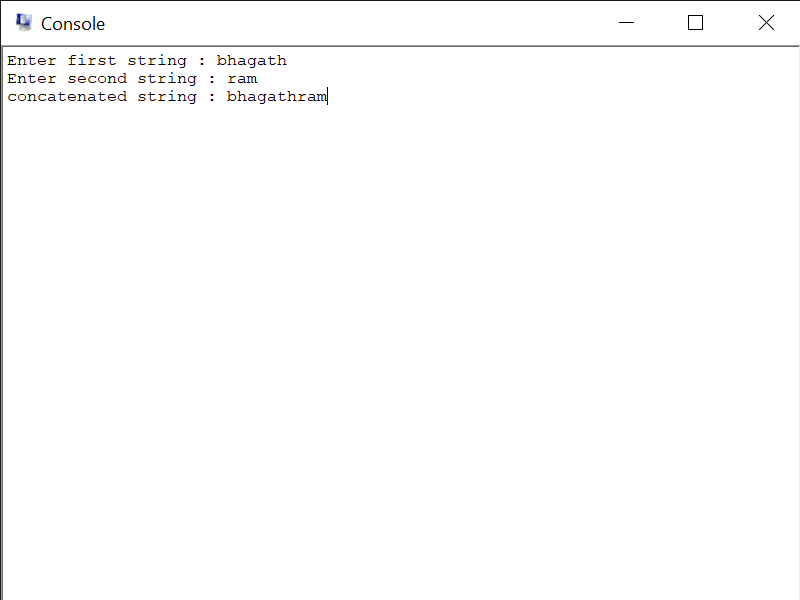 Console
Enter first string : bhagath
Enter second string : ram
concatenated string : bhagathram